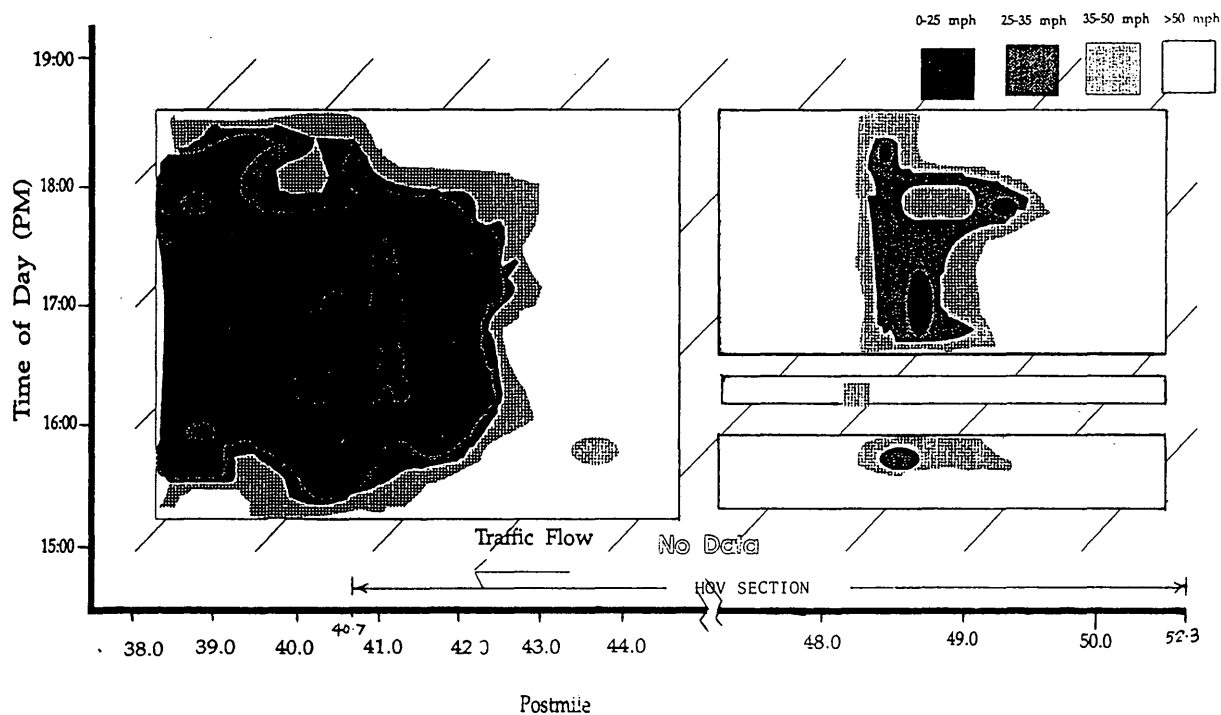 0-25 mph 25-35 mph 35-50 mph >50 mph
19:00
18:00
17:00
16:00
15:00
Time of Day (PM)
Traffic Flow
No Data
HOV SECTION
40.7
52.3
38.0 39.0 40.0 41.0 42.0 43.0 44.0 48.0 49.0 50.0
Postmile